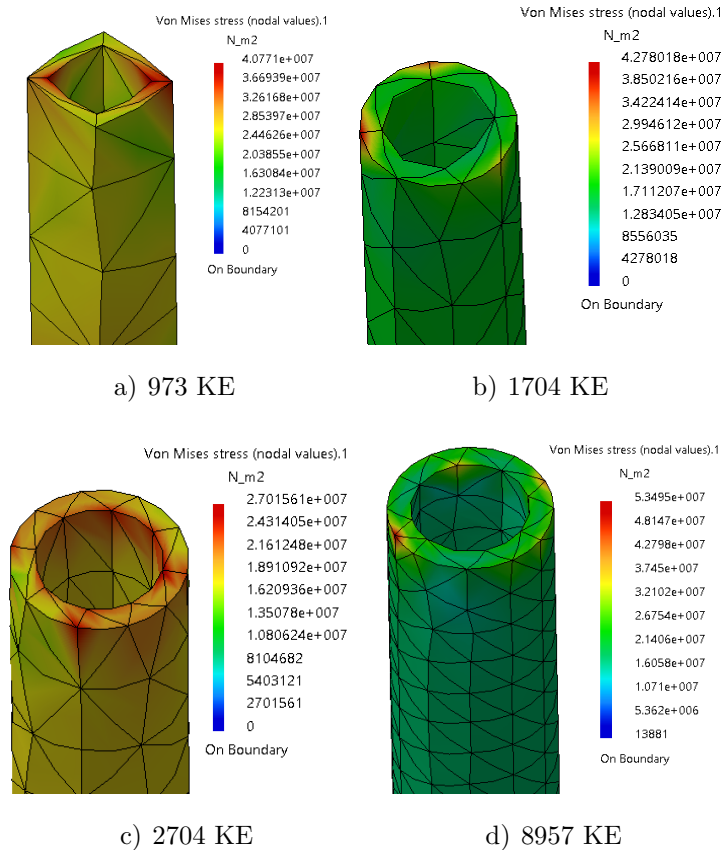 Von Mises stress (nodal values).1
N_m2
4.0771e+007
3.66939e+007
3.26168e+007
2.85397e+007
2.44626e+007
2.03855e+007
1.63084e+007
1.22313e+007
8154201
4077101
0
On Boundary
a) 973 KE
Von Mises stress (nodal values).1
N_m2
4.278018e+007
3.850216e+007
3.422414e+007
2.994612e+007
2.566811e+007
2.139009e+007
1.711207e+007
1.283405e+007
8556035
4278018
0
On Boundary
b) 1704 KE
Von Mises stress (nodal values).1
N_m2
2.701561e+007
2.431405e+007
2.161248e+007
1.891092e+007
1.620936e+007
1.35078e+007
1.080624e+007
8104682
5403121
2701561
0
On Boundary
c) 2704 KE
Von Mises stress (nodal values).1
N_m2
5.3495e+007
4.8147e+007
4.2798e+007
3.745e+007
3.2102e+007
2.6754e+007
2.1406e+007
1.6058e+007
1.071e+007
5.362e+006
13881
On Boundary
d) 8957 KE